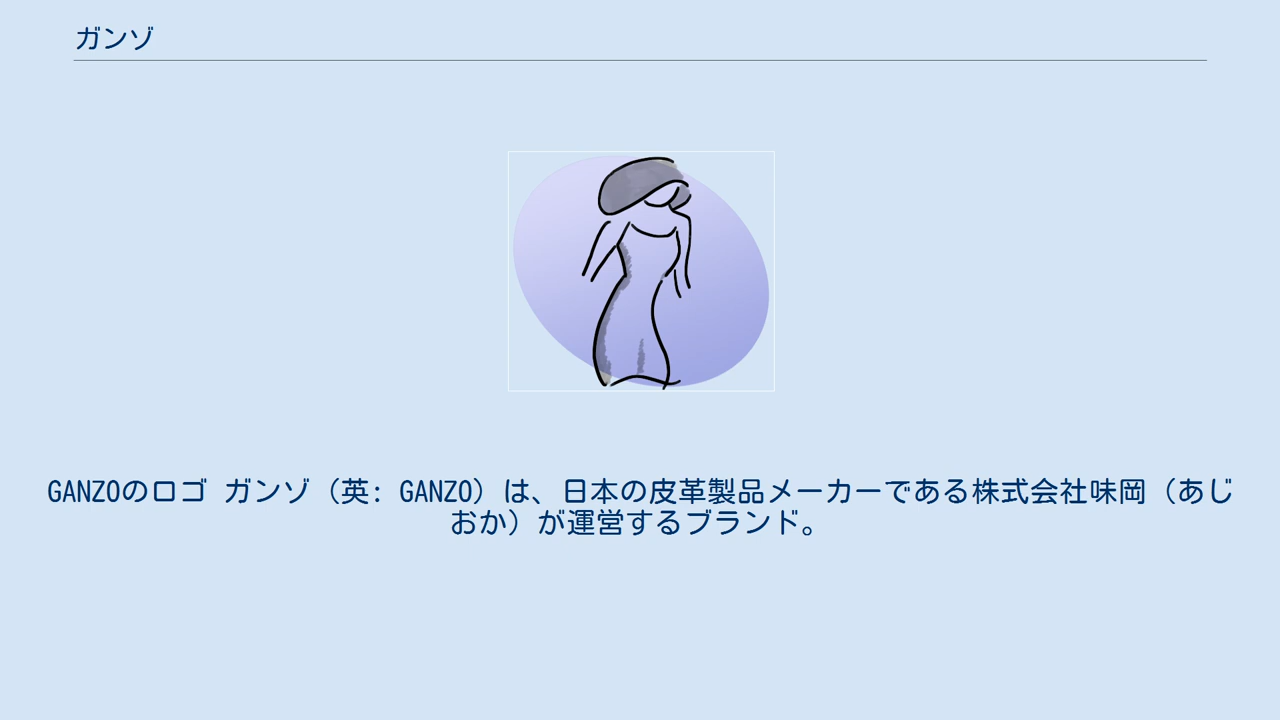 ガンゾ
GANZOのロゴ ガンゾ（英: GANZO）は、日本の皮革製品メーカーである株式会社味岡（あじ
おか）が運営するブランド。